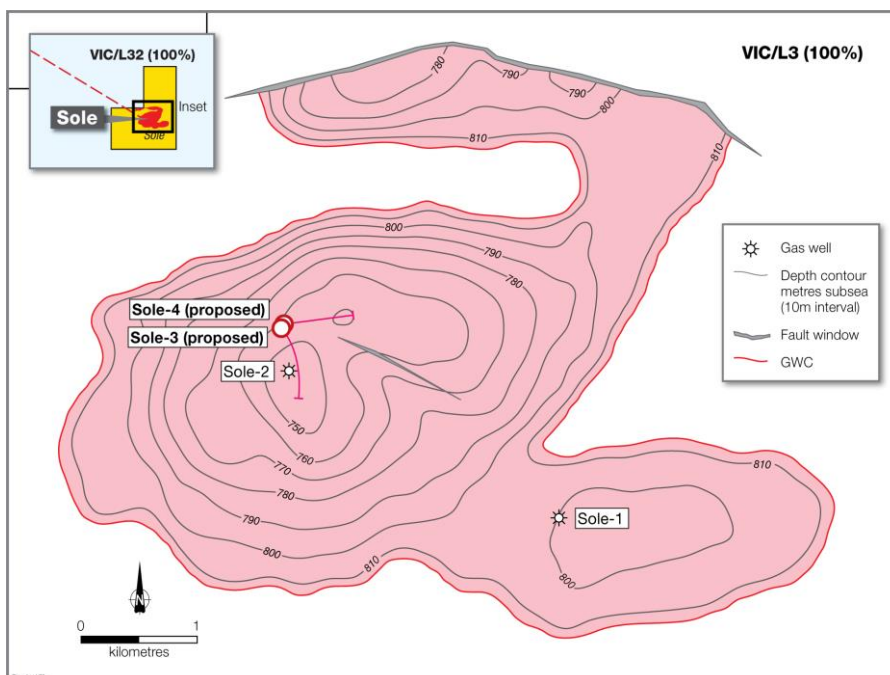 VIC/L32 (100%)
VIC/L3 (100%)
Sole
Inset
Sole
780
790
790
800
810
810
800
790
780
Gas well
Depth contour
metres subsea
(10m interval)
Fault window
GWC
Sole-4 (proposed)
Sole-3 (proposed)
Sole-2
750
760
770
780
790
800
810
810
Sole-1
800
N
0 1
kilometres